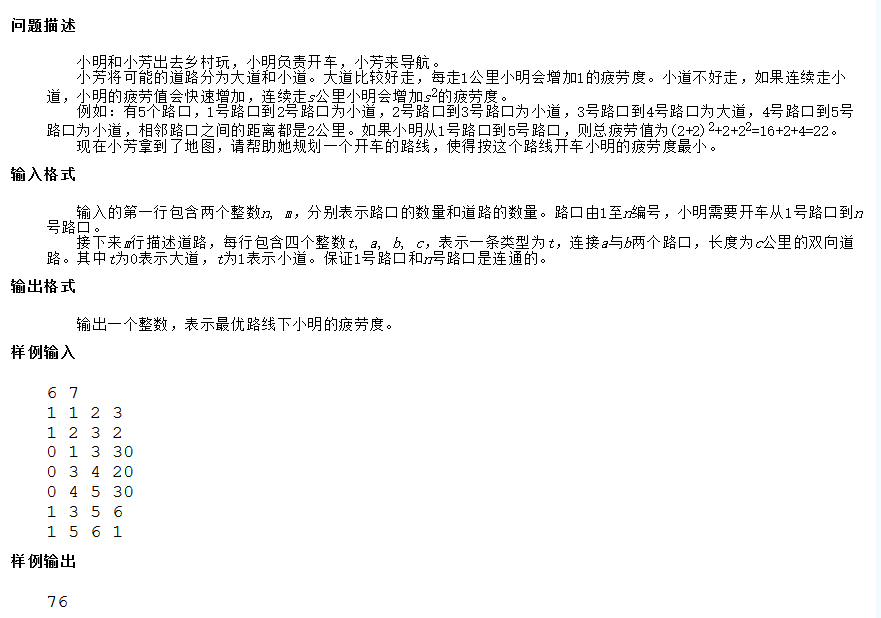 问题描述
小明和小芳出去乡村玩，小明负责开车，小芳来导航。
小芳将可能的道路分为大道和小道。大道比较好走，每走1公里小明会增加1的疲劳度。小道不好走，如果连续走小
道，小明的疲劳值会快速增加，连续走s公里小明会增加s²的疲劳度。
例如：有5个路口，1号路口到2号路口为小道，2号路口到3号路口为小道，3号路口到4号路口为大道，4号路口到5号
路口为小道，相邻路口之间的距离都是2公里。如果小明从1号路口到5号路口，则总疲劳值为(2+2)²+2+2²=16+2+4=22。
现在小芳拿到了地图，请帮助她规划一个开车的路线，使得按这个路线开车小明的疲劳度最小。
输入格式
输入的第一行包含两个整数n, m，分别表示路口的数量和道路的数量。路口由1至n编号，小明需要开车从1号路口到n
号路口。
接下来m行描述道路，每行包含四个整数t, a, b, c，表示一条类型为t，连接a与b两个路口，长度为c公里的双向道
路。其中t为0表示大道，t为1表示小道。保证1号路口和n号路口是连通的。
输出格式
输出一个整数，表示最优路线下小明的疲劳度。
样例输入
6 7
1 1 2 3
1 2 3 2
0 1 3 30
0 3 4 20
0 4 5 30
1 3 5 6
1 5 6 1
样例输出
76